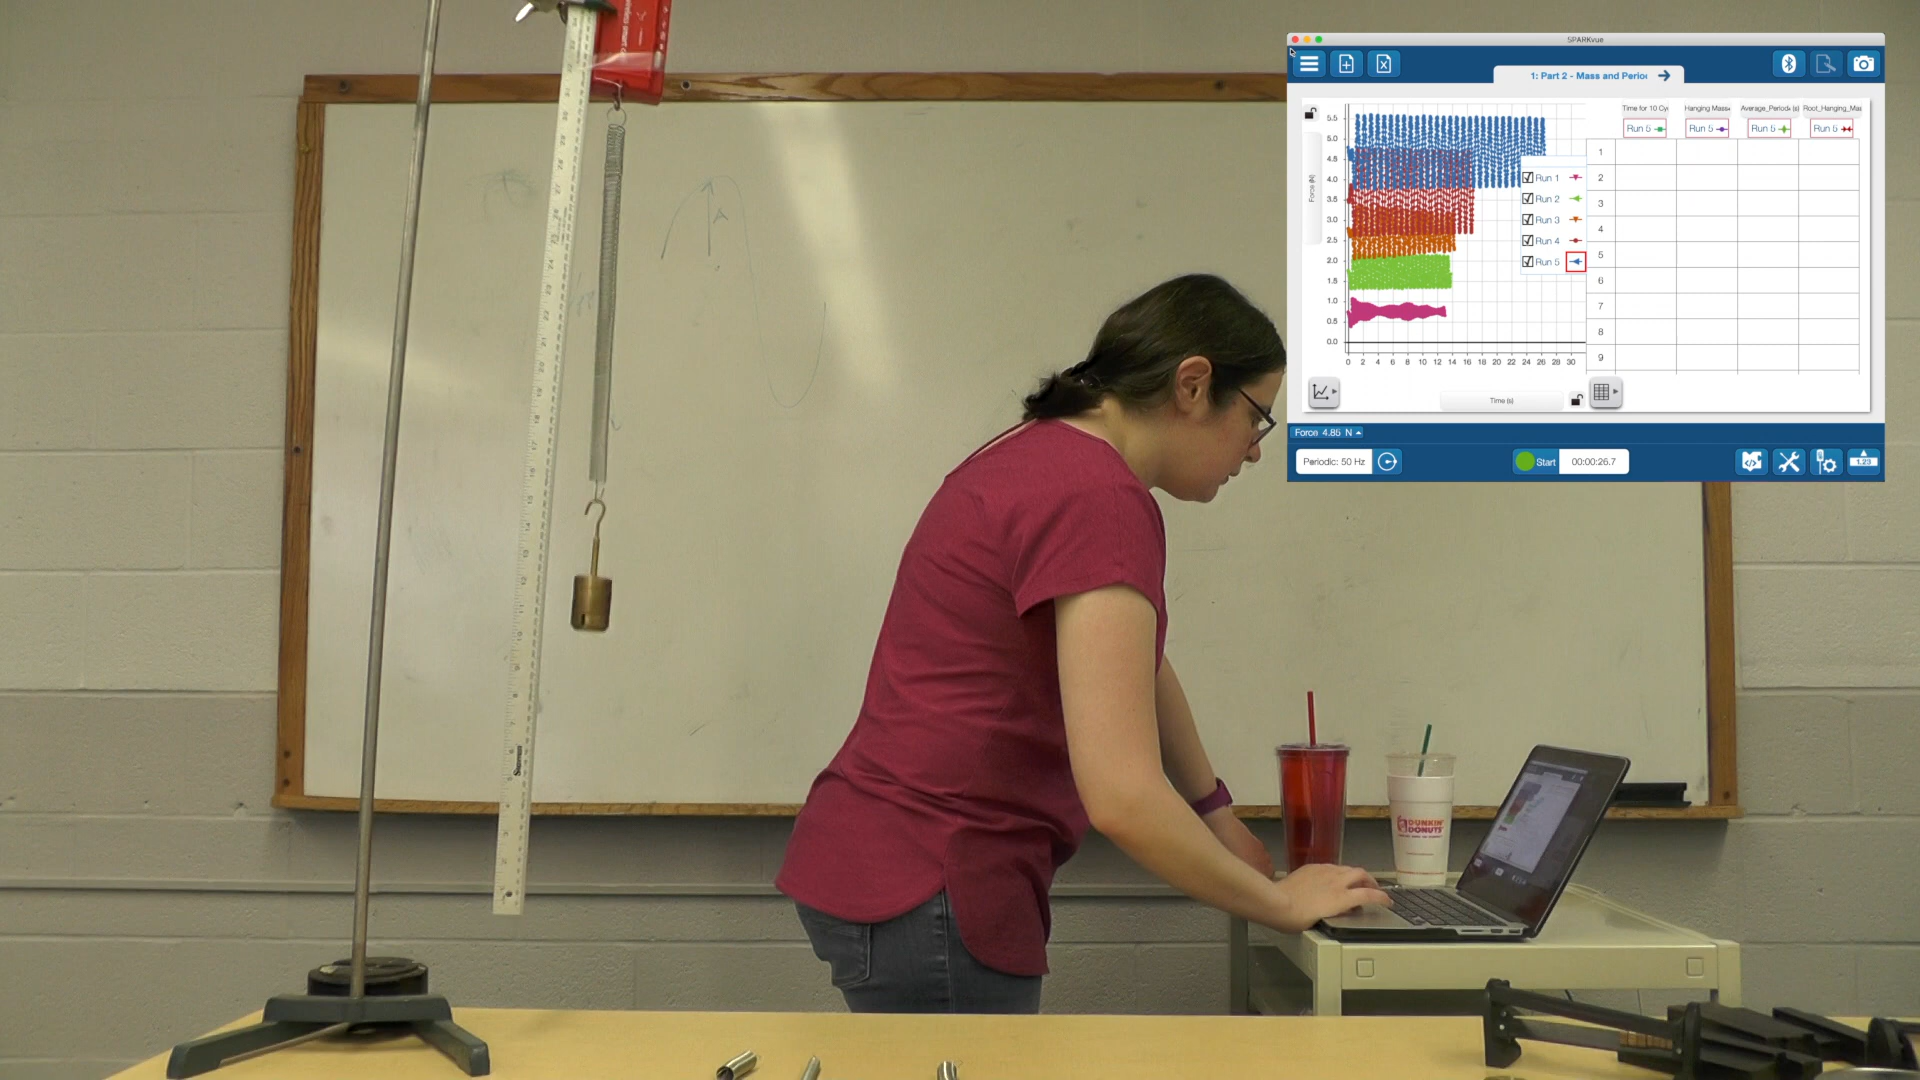 SPARKvue
1: Part 2 - Mass and Perio
Time for 10 Cy
Hanging Mass
Average_Period (s)
Root_Hanging_Mas
Run 5
Run 5
Run 5
Run 5
Force (N)
5.5
5.0
4.5
4.0
3.5
3.0
2.5
2.0
1.5
1.0
0.5
0.0
0 2 4 6 8 10 12 14 16 18 20 22 24 26 28 30
Time (s)
Run 1
Run 2
Run 3
Run 4
Run 5
1
2
3
4
5
6
7
8
9
Force 4.85 N
Periodic: 50 Hz
Start
00:00:26.7
1.23
DUNKIN'
DONUTS
A